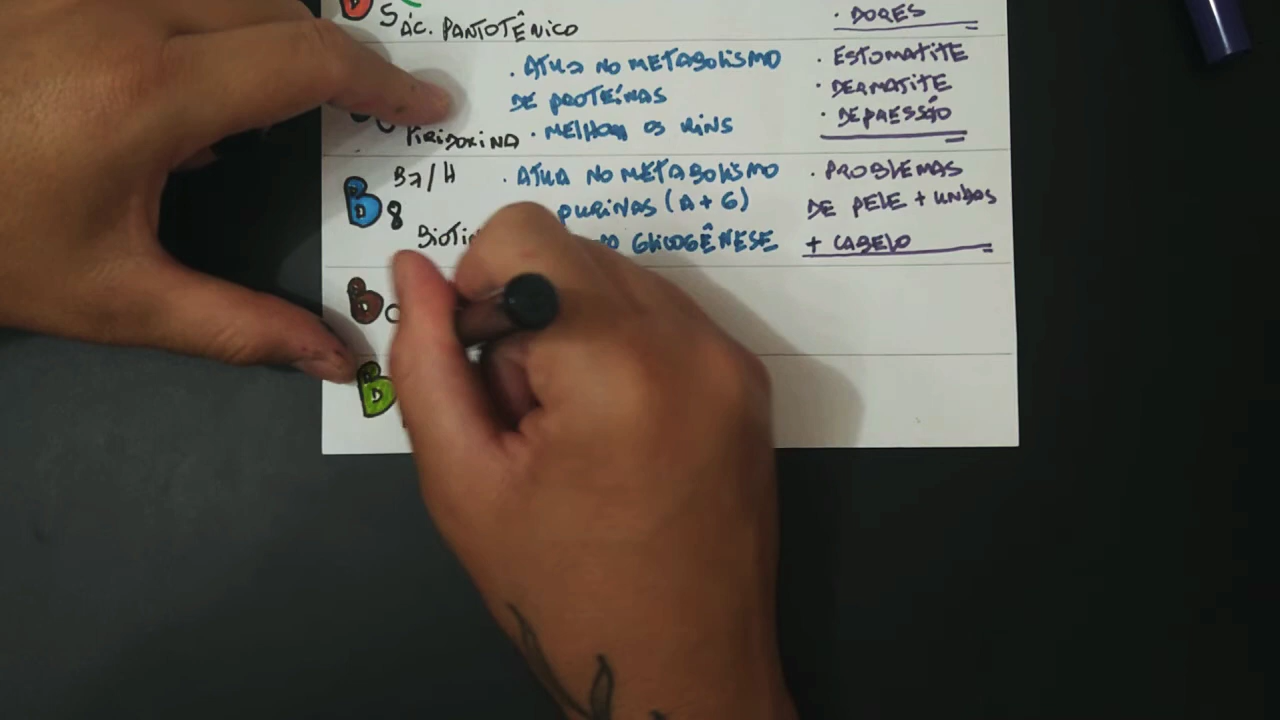 B5 ÁC. PANTOTÊNICO
· DORES
PIRIDOXINA
· ATUA NO METABOLISMO
DE PROTEÍNAS
· MELHORA OS RINS
· ESTOMATITE
· DERMATITE
· DEPRESSÃO
B8 B7/H
· ATUA NO METABOLISMO
PURINAS (A + G)
GLICOGÊNESE
· PROBLEMAS
DE PELE + UNHAS
+ CABELO
B
B